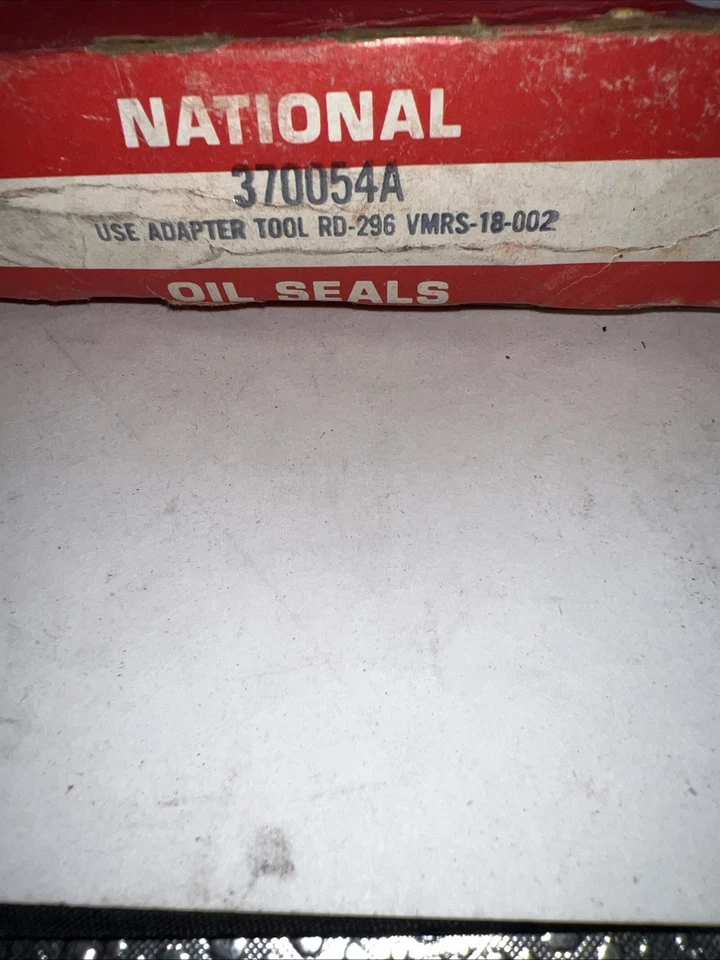 NATIONAL
370054A
USE ADAPTER TOOL RD-296 VMRS-18-002
OIL SEALS